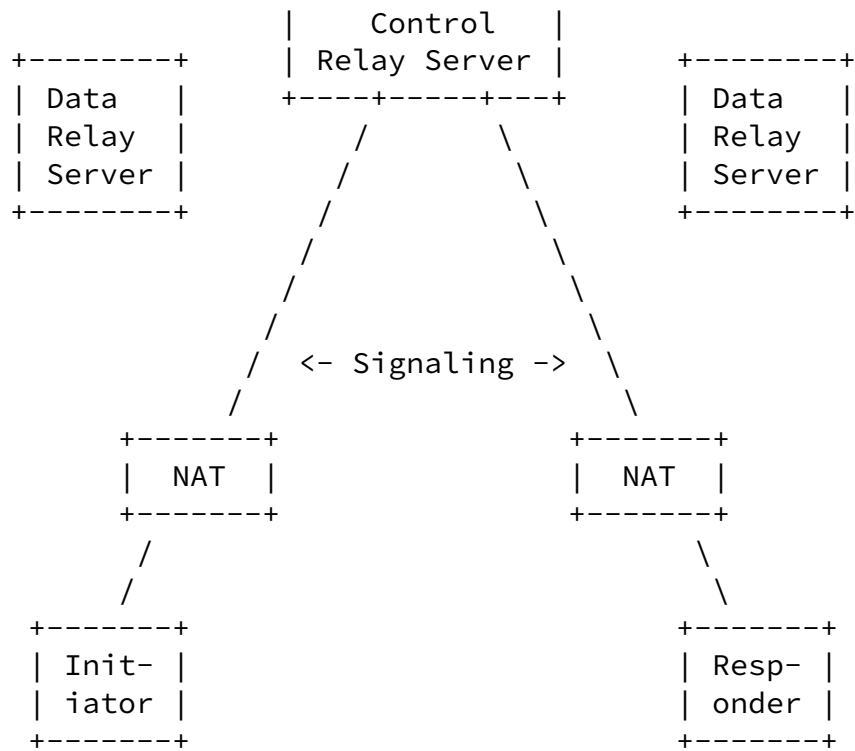 Control
Relay Server
Data
Relay
Server
Data
Relay
Server
<- Signaling ->
NAT
NAT
Init-
iator
Resp-
onder